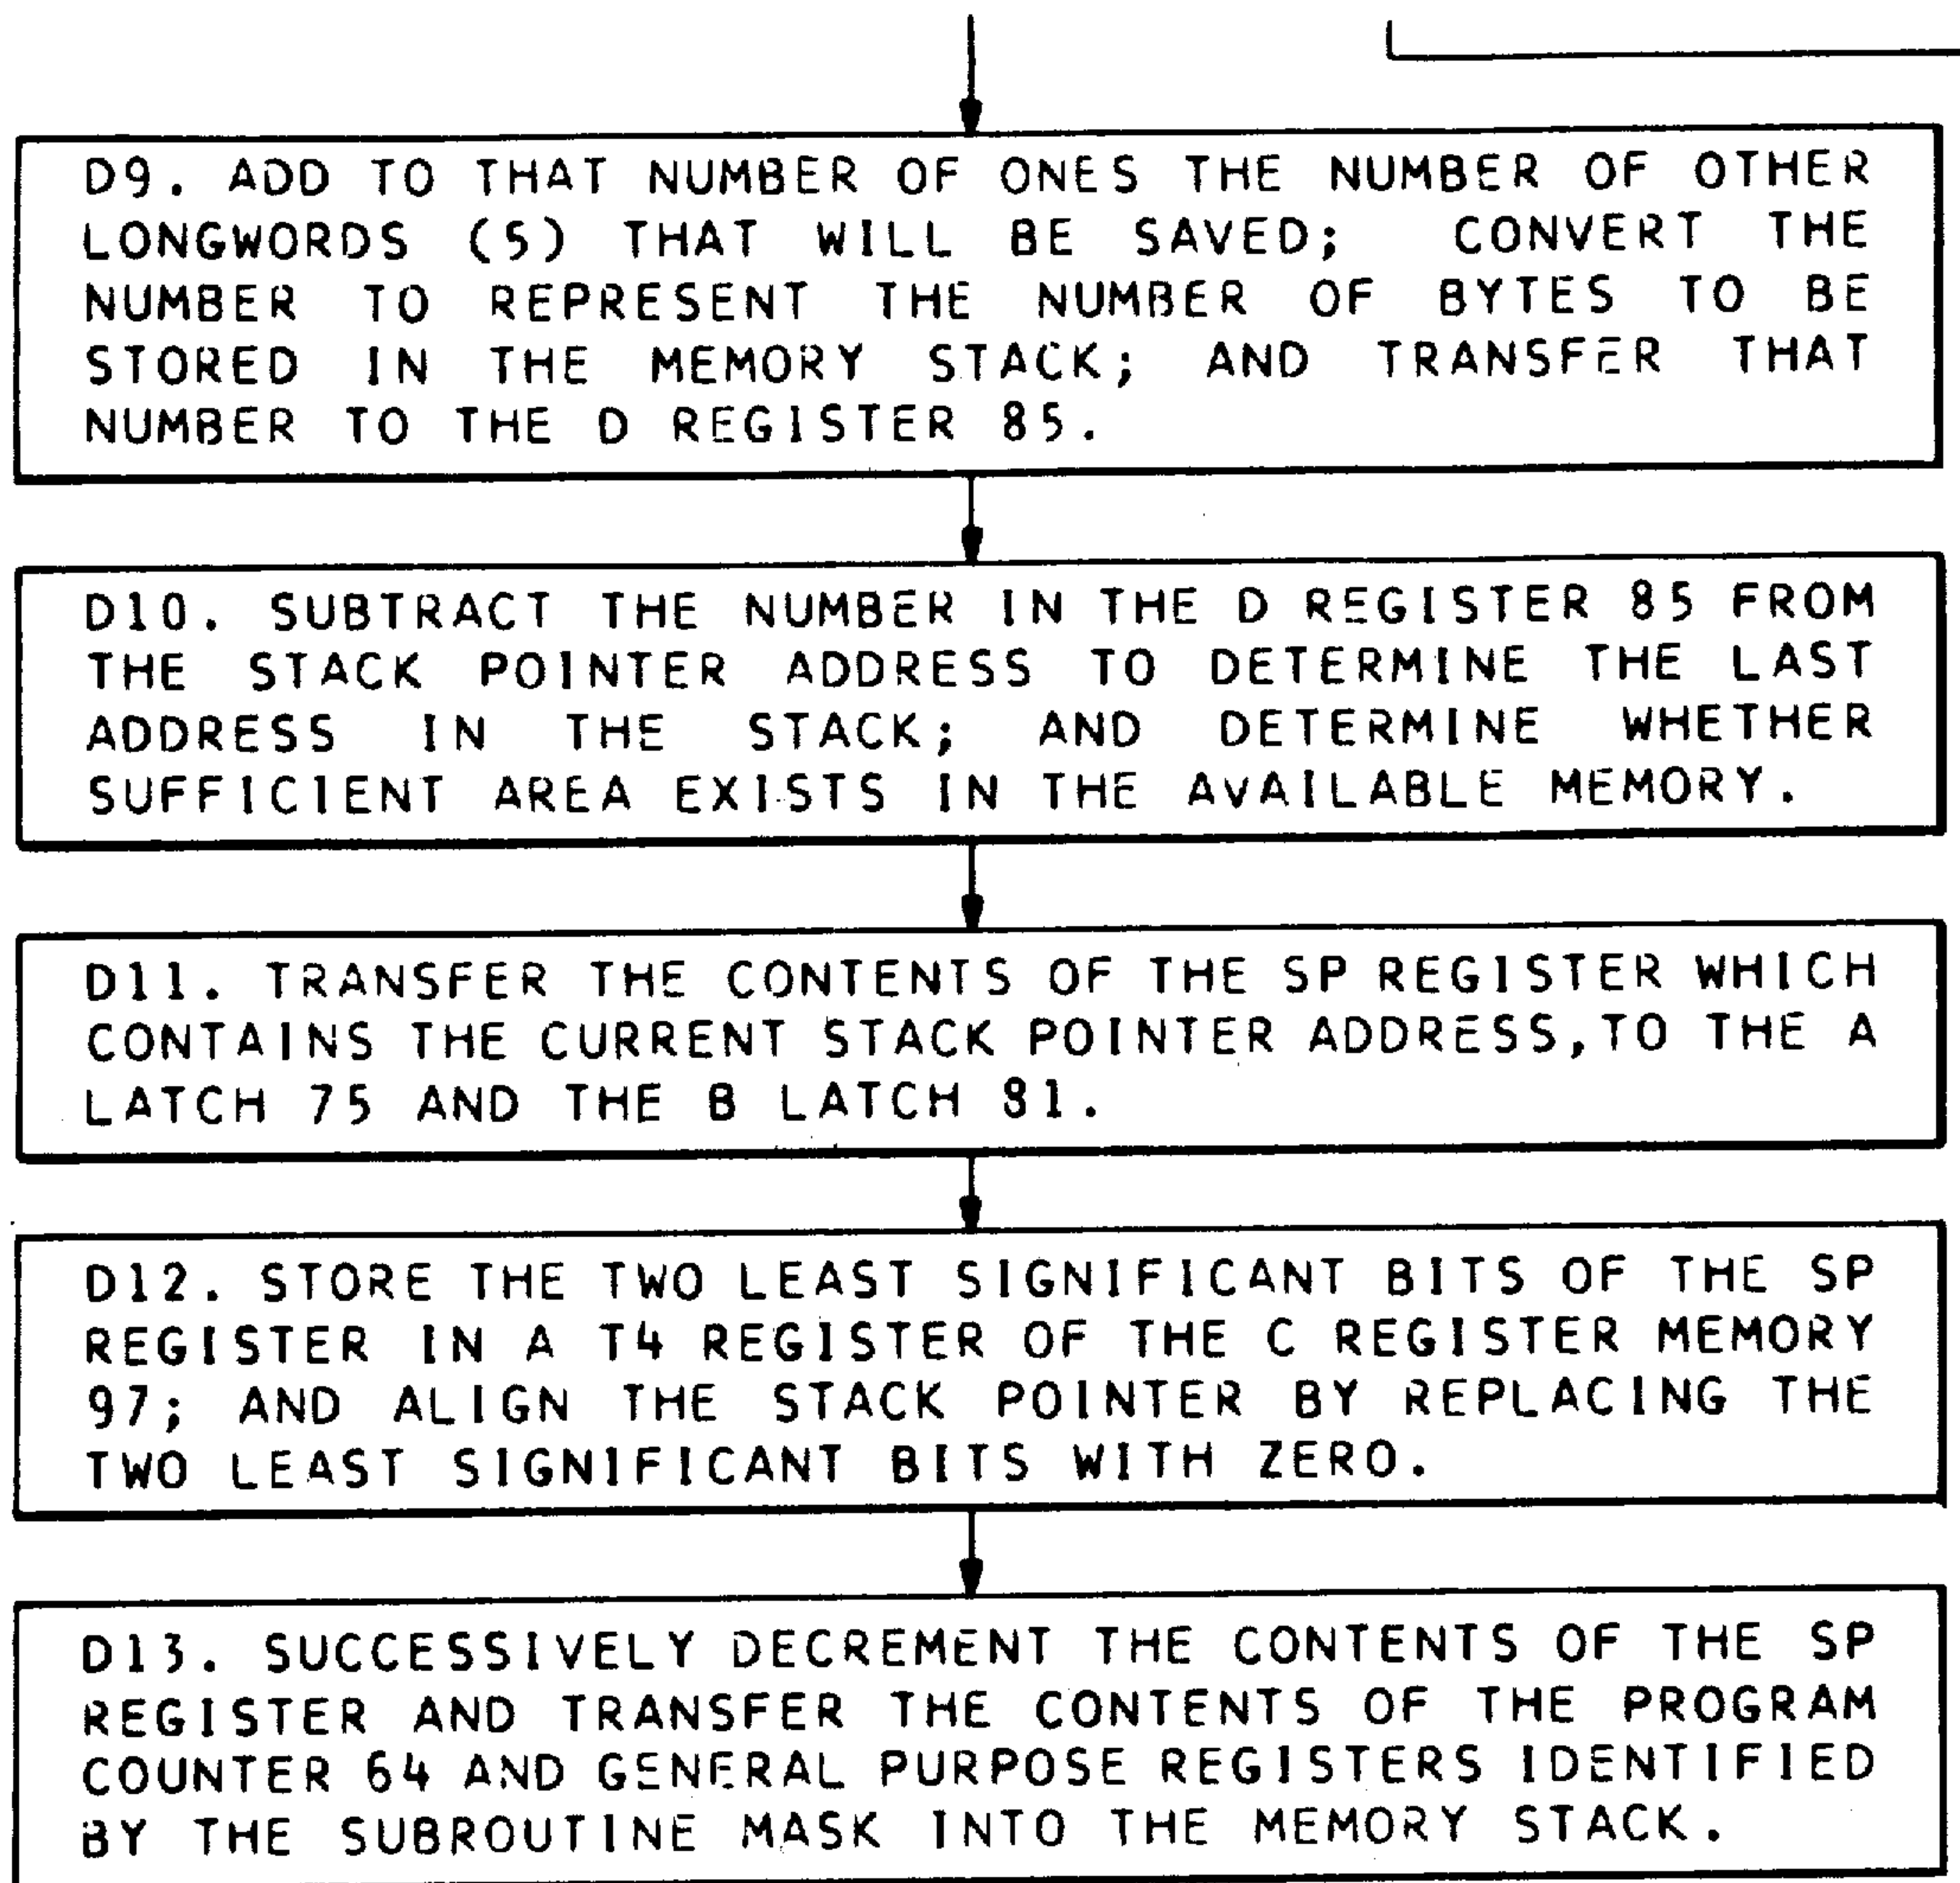 D9. ADD TO THAT NUMBER OF ONES THE NUMBER OF OTHER
LONGWORDS (5) THAT WILL BE SAVED; CONVERT THE
NUMBER TO REPRESENT THE NUMBER OF BYTES TO BE
STORED IN THE MEMORY STACK; AND TRANSFER THAT
NUMBER TO THE D REGISTER 85.
D10. SUBTRACT THE NUMBER IN THE D REGISTER 85 FROM
THE STACK POINTER ADDRESS TO DETERMINE THE LAST
ADDRESS IN THE STACK; AND DETERMINE WHETHER
SUFFICIENT AREA EXISTS IN THE AVAILABLE MEMORY.
D11. TRANSFER THE CONTENTS OF THE SP REGISTER WHICH
CONTAINS THE CURRENT STACK POINTER ADDRESS,TO THE A
LATCH 75 AND THE B LATCH 81.
D12. STORE THE TWO LEAST SIGNIFICANT BITS OF THE SP
REGISTER IN A T4 REGISTER OF THE C REGISTER MEMORY
97; AND ALIGN THE STACK POINTER BY REPLACING THE
TWO LEAST SIGNIFICANT BITS WITH ZERO.
D13. SUCCESSIVELY DECREMENT THE CONTENTS OF THE SP
REGISTER AND TRANSFER THE CONTENTS OF THE PROGRAM
COUNTER 64 AND GENERAL PURPOSE REGISTERS IDENTIFIED
BY THE SUBROUTINE MASK INTO THE MEMORY STACK.